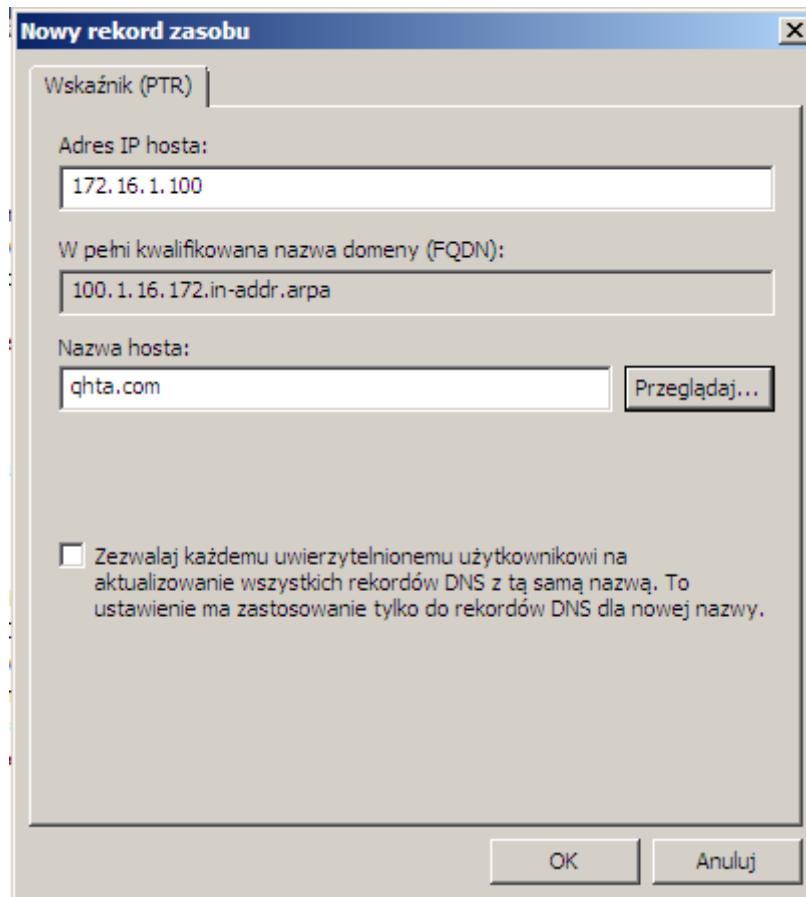 Nowy rekord zasobu
Wskaźnik (PTR)
Adres IP hosta:
172.16.1.100
W pełni kwalifikowana nazwa domeny (FQDN):
100.1.16.172.in-addr.arpa
Nazwa hosta:
qhta.com
Przeglądaj...
Zezwalaj każdemu uwierzytelnionemu użytkownikowi na
aktualizowanie wszystkich rekordów DNS z tą samą nazwą. To
ustawienie ma zastosowanie tylko do rekordów DNS dla nowej nazwy.
OK
Anuluj